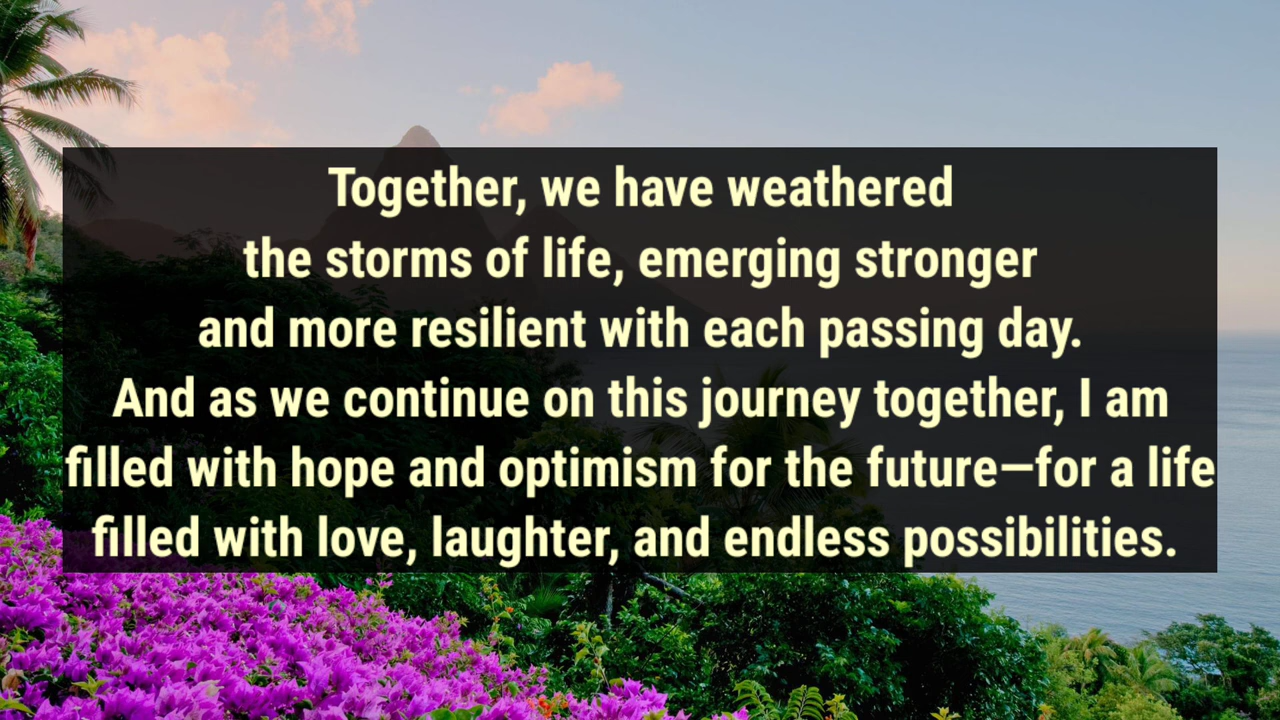 Together, we have weathered
the storms of life, emerging stronger
and more resilient with each passing day.
And as we continue on this journey together, I am
filled with hope and optimism for the future—for a life
filled with love, laughter, and endless possibilities.